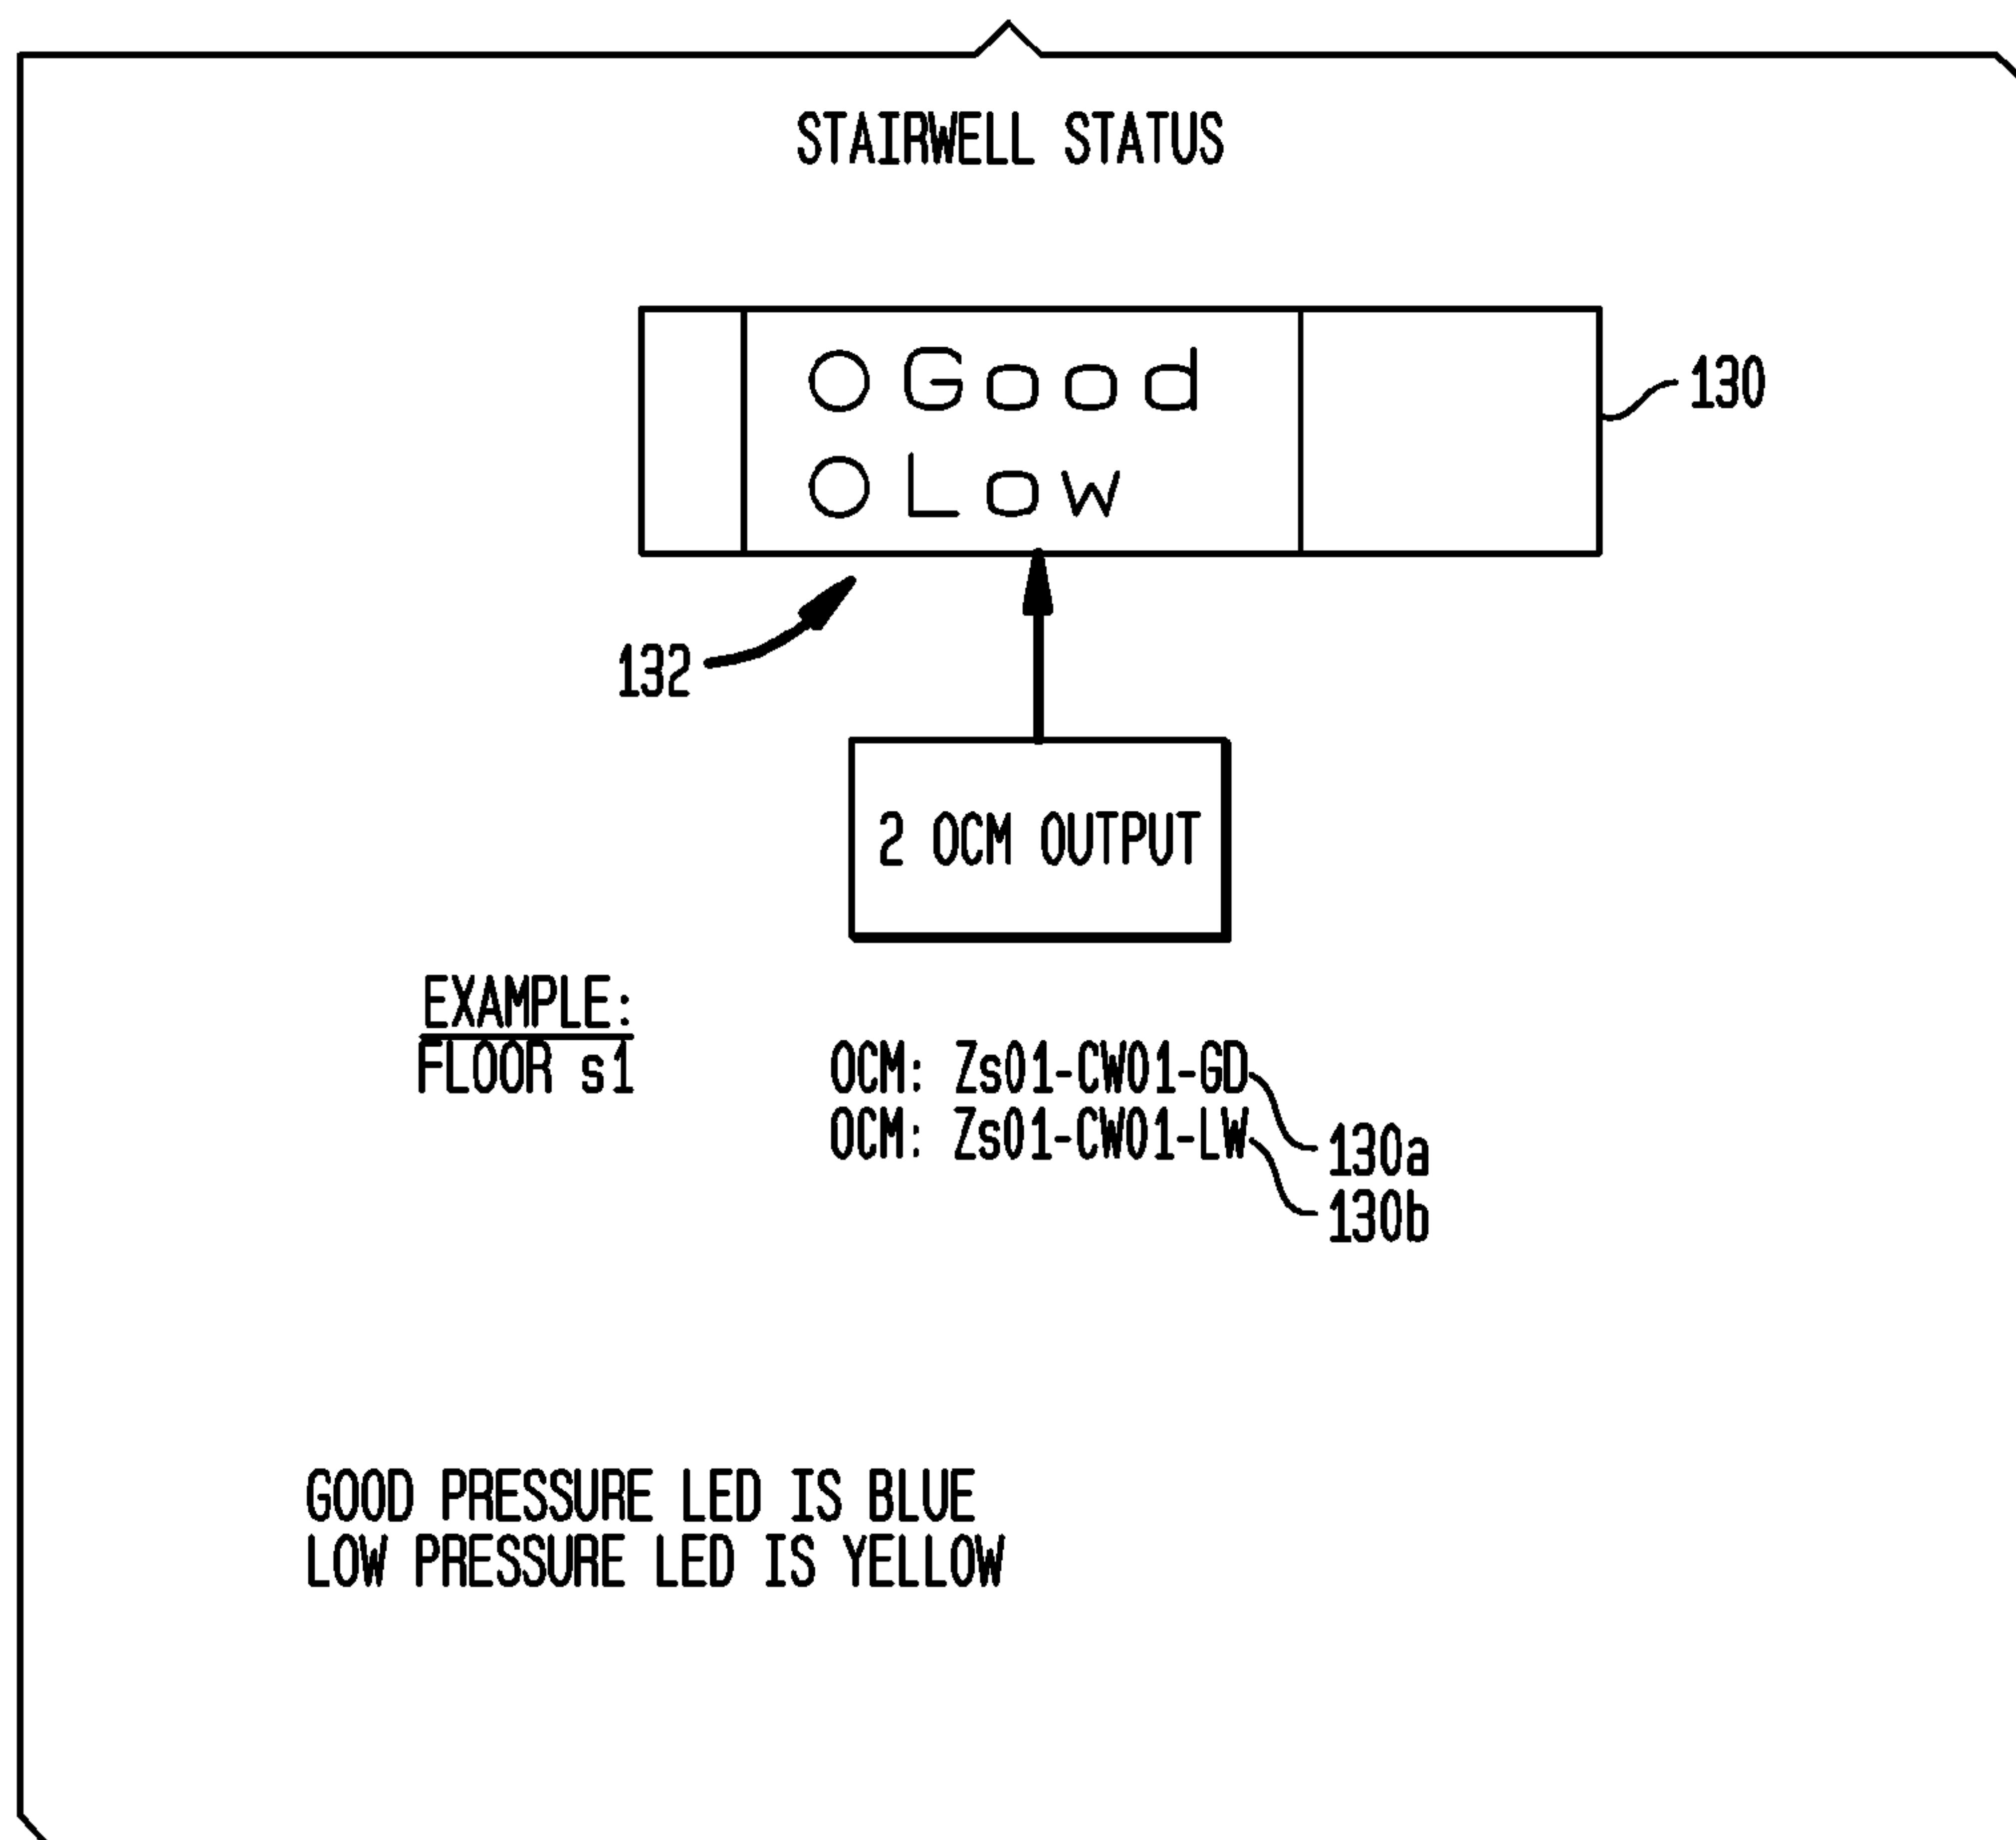 STAIRWELL STATUS
Good
130
Low
132
2 OCM OUTPUT
EXAMPLE:
FLOOR s1
OCM: Zs01-CW01-GD
OCM: Zs01-CW01-LW
130a
130b
GOOD PRESSURE LED IS BLUE
LOW PRESSURE LED IS YELLOW